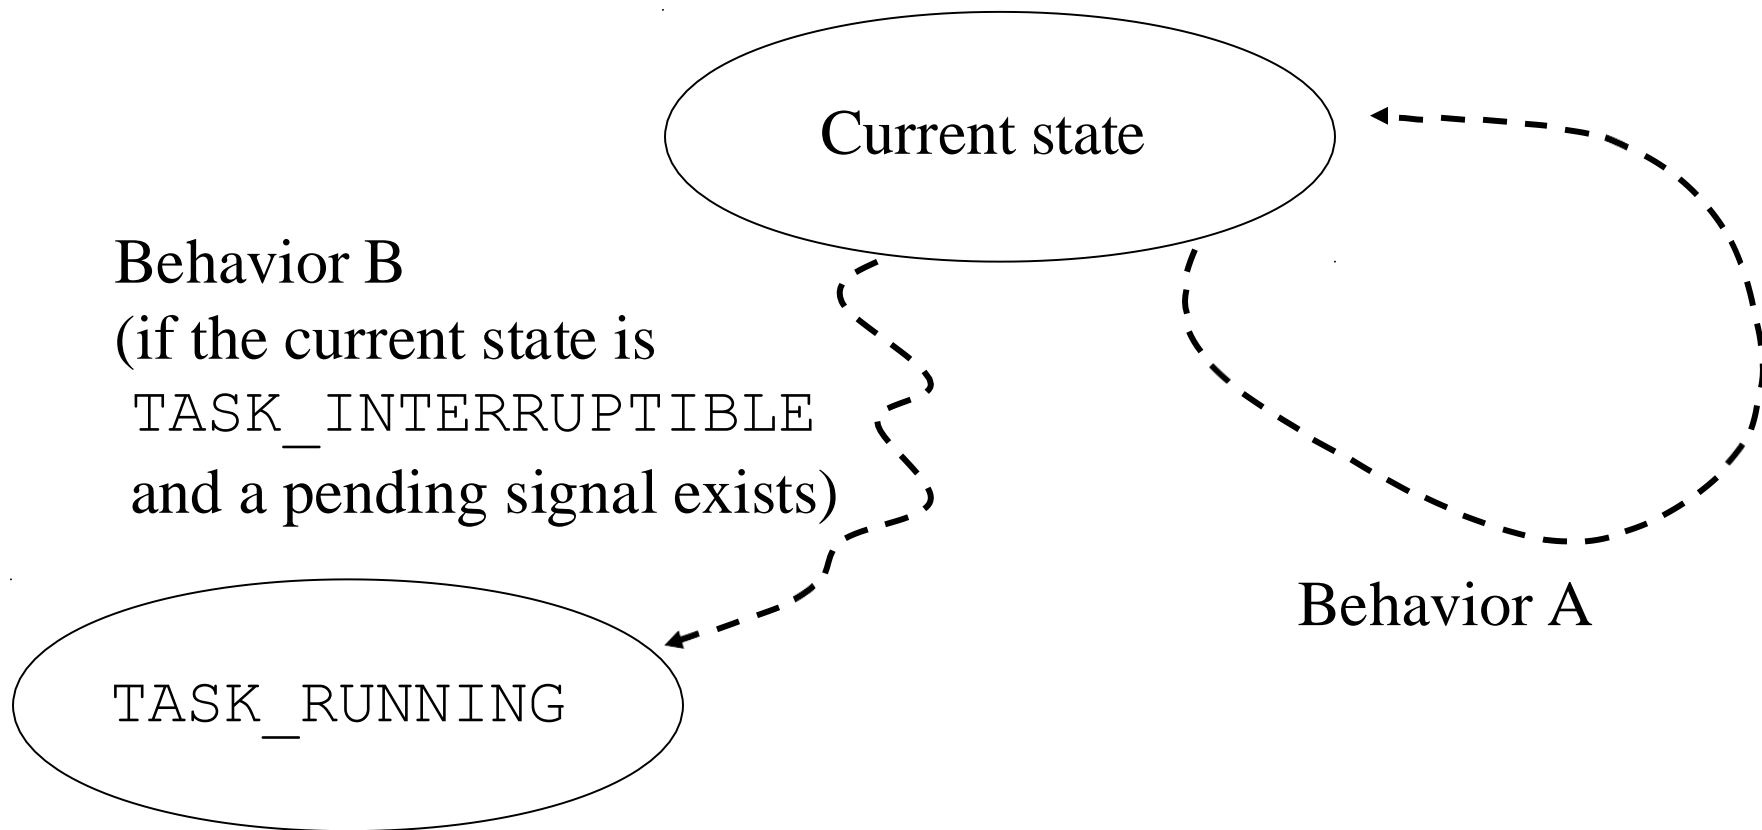 Current state
Behavior B
(if the current state is
TASK_INTERRUPTIBLE
and a pending signal exists)
Behavior A
TASK_RUNNING